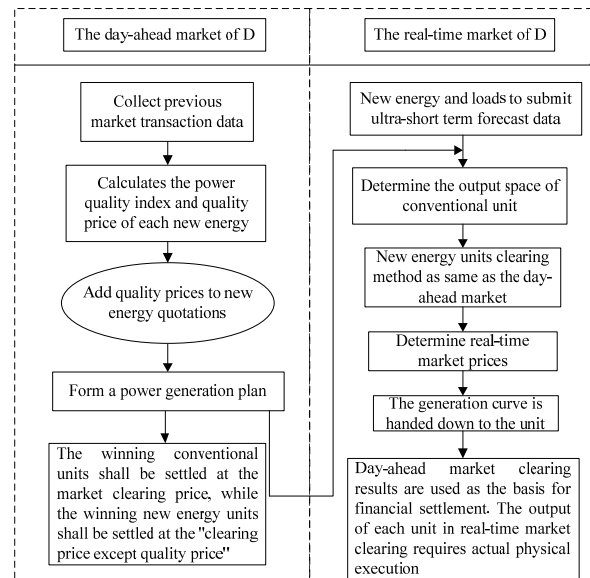 The day-ahead market of D
Collect previous
market transaction data
Calculates the power
quality index and quality
price of each new energy
Add quality prices to new
energy quotations
Form a power generation plan
The winning conventional
units shall be settled at the
market clearing price, while
the winning new energy units
shall be settled at the "clearing
price except quality price"
The real-time market of D
New energy and loads to submit
ultra-short term forecast data
Determine the output space of
conventional unit
New energy units clearing
method as same as the day-
ahead market
Determine real-time
market prices
The generation curve is
handed down to the unit
Day-ahead market clearing
results are used as the basis for
financial settlement. The output
of each unit in real-time market
clearing requires actual physical
execution